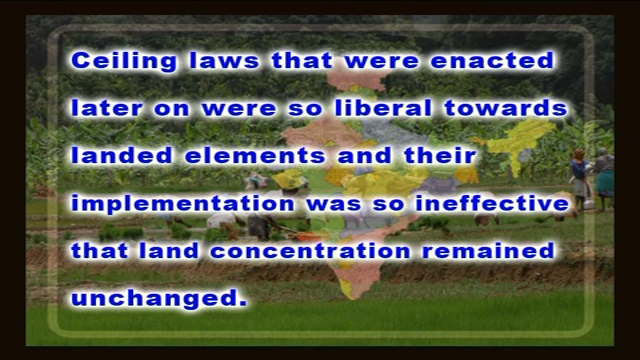 Ceiling laws that were enacted
later on were so liberal towards
landed elements and their
implementation was so ineffective
that land concentration remained
unchanged.